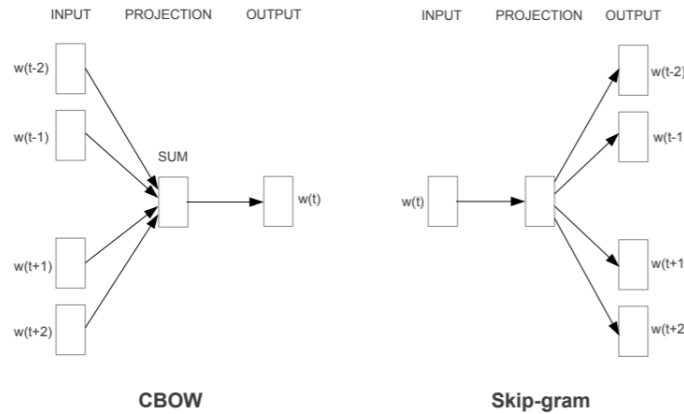 INPUT PROJECTION OUTPUT
w(t-2)
w(t-1)
SUM
w(t)
w(t+1)
w(t+2)
CBOW
INPUT PROJECTION OUTPUT
w(t-2)
w(t-1
w(t)
w(t+1
w(t+2
Skip-gram